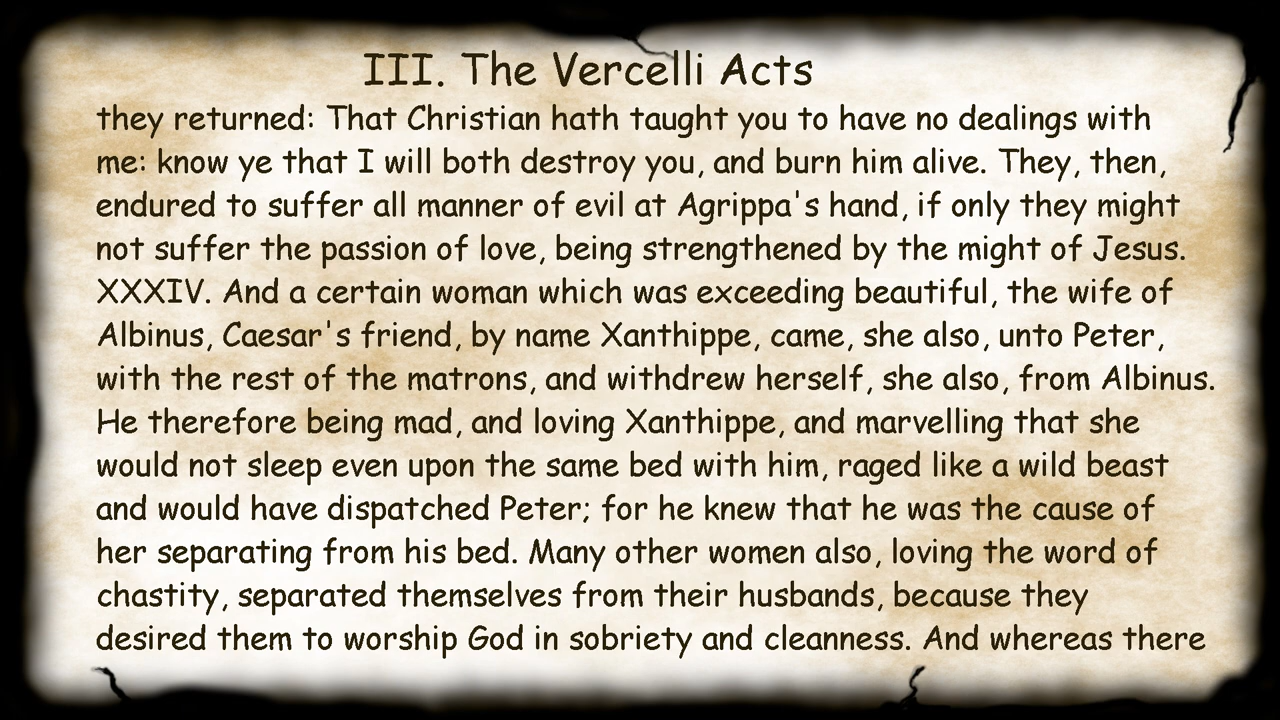 III. The Vercelli Acts
they returned: That Christian hath taught you to have no dealings with
me: know ye that I will both destroy you, and burn him alive. They, then,
endured to suffer all manner of evil at Agrippa's hand, if only they might
not suffer the passion of love, being strengthened by the might of Jesus.
XXXIV. And a certain woman which was exceeding beautiful, the wife of
Albinus, Caesar's friend, by name Xanthippe, came, she also, unto Peter,
with the rest of the matrons, and withdrew herself, she also, from Albinus.
He therefore being mad, and loving Xanthippe, and marvelling that she
would not sleep even upon the same bed with him, raged like a wild beast
and would have dispatched Peter; for he knew that he was the cause of
her separating from his bed. Many other women also, loving the word of
chastity, separated themselves from their husbands, because they
desired them to worship God in sobriety and cleanness. And whereas there